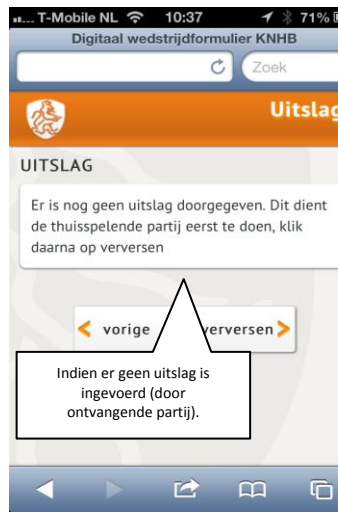 .... T-Mobile NL 10:37 71%
Digitaal wedstrijdformulier KNHB
Zoek
Uitslag
UITSLAG
Er is nog geen uitslag doorgegeven. Dit dient
de thuisspelende partij eerst te doen, klik
daarna op verversen
vorige verversen
Indien er geen uitslag is
ingevoerd (door
ontvangende partij).